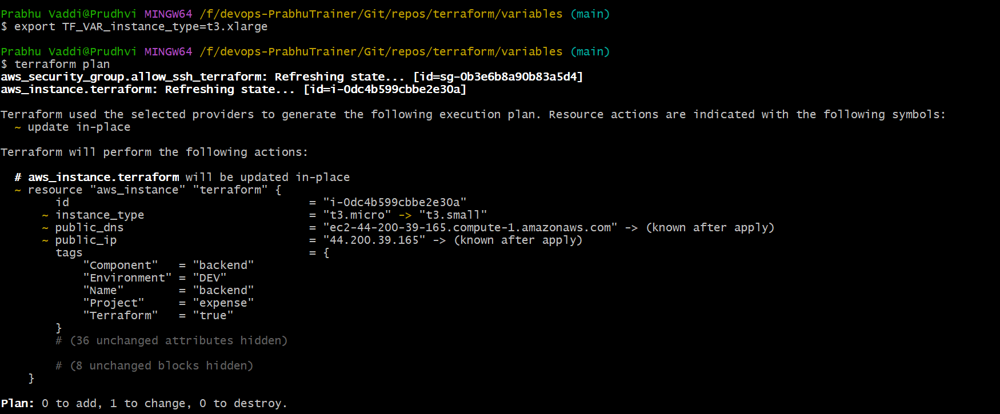 Prabhu Vaddi@Prudhvi MINGW64 /f/devops-PrabhuTrainer/Git/repos/terraform/variables (main)
$ export TF_VAR_instance_type=t3.xlarge
Prabhu Vaddi@Prudhvi MINGW64 /f/devops-PrabhuTrainer/Git/repos/terraform/variables (main)
$ terraform plan
aws_security_group.allow_ssh_terraform: Refreshing state... [id=sg-0b3e6b8a90b83a5d4]
aws_instance.terraform: Refreshing state... [id=i-0dc4b599cbbe2e30a]
Terraform used the selected providers to generate the following execution plan. Resource actions are indicated with the following symbols:
  ~ update in-place
Terraform will perform the following actions:
  # aws_instance.terraform will be updated in-place
  ~ resource "aws_instance" "terraform" {
        id                                   = "i-0dc4b599cbbe2e30a"
      ~ instance_type                        = "t3.micro" -> "t3.small"
      ~ public_dns                           = "ec2-44-200-39-165.compute-1.amazonaws.com" -> (known after apply)
      ~ public_ip                            = "44.200.39.165" -> (known after apply)
        tags                                 = {
            "Component"   = "backend"
            "Environment" = "DEV"
            "Name"        = "backend"
            "Project"     = "expense"
            "Terraform"   = "true"
        }
        # (36 unchanged attributes hidden)
        # (8 unchanged blocks hidden)
    }
Plan: 0 to add, 1 to change, 0 to destroy.